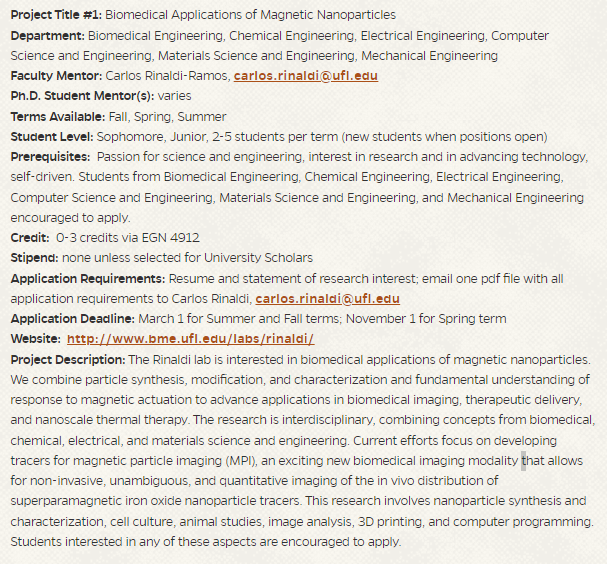 Project Title #1: Biomedical Applications of Magnetic Nanoparticles
Department: Biomedical Engineering, Chemical Engineering, Electrical Engineering, Computer
Science and Engineering, Materials Science and Engineering, Mechanical Engineering
Faculty Mentor: Carlos Rinaldi-Ramos, carlos.rinaldi@ufl.edu
Ph.D. Student Mentor(s): varies
Terms Available: Fall, Spring, Summer
Student Level: Sophomore, Junior, 2-5 students per term (new students when positions open)
Prerequisites: Passion for science and engineering, interest in research and in advancing technology,
self-driven. Students from Biomedical Engineering, Chemical Engineering, Electrical Engineering,
Computer Science and Engineering, Materials Science and Engineering, and Mechanical Engineering
encouraged to apply.
Credit: 0-3 credits via EGN 4912
Stipend: none unless selected for University Scholars
Application Requirements: Resume and statement of research interest; email one pdf file with all
application requirements to Carlos Rinaldi, carlos.rinaldi@ufl.edu
Application Deadline: March 1 for Summer and Fall terms; November 1 for Spring term
Website: http://www.bme.ufl.edu/labs/rinaldi/
Project Description: The Rinaldi lab is interested in biomedical applications of magnetic nanoparticles.
We combine particle synthesis, modification, and characterization and fundamental understanding of
response to magnetic actuation to advance applications in biomedical imaging, therapeutic delivery,
and nanoscale thermal therapy. The research is interdisciplinary, combining concepts from biomedical,
chemical, electrical, and materials science and engineering. Current efforts focus on developing
tracers for magnetic particle imaging (MPI), an exciting new biomedical imaging modality that allows
for non-invasive, unambiguous, and quantitative imaging of the in vivo distribution of
superparamagnetic iron oxide nanoparticle tracers. This research involves nanoparticle synthesis and
characterization, cell culture, animal studies, image analysis, 3D printing, and computer programming.
Students interested in any of these aspects are encouraged to apply.